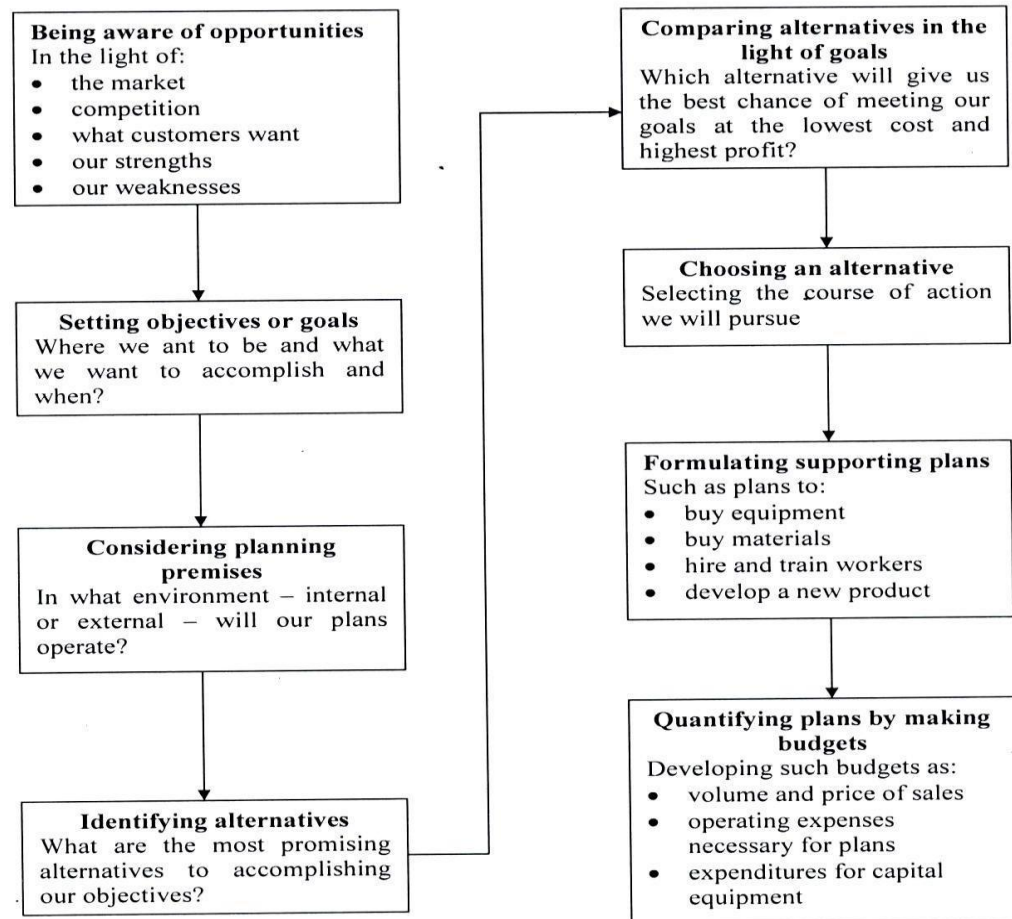 Being aware of opportunities
In the light of:
• the market
• competition
• what customers want
• our strengths
• our weaknesses
Setting objectives or goals
Where we ant to be and what
we want to accomplish and
when?
Considering planning
premises
In what environment – internal
or external – will our plans
operate?
Identifying alternatives
What are the most promising
alternatives to accomplishing
our objectives?
Comparing alternatives in the
light of goals
Which alternative will give us
the best chance of meeting our
goals at the lowest cost and
highest profit?
Choosing an alternative
Selecting the course of action
we will pursue
Formulating supporting plans
Such as plans to:
• buy equipment
• buy materials
• hire and train workers
• develop a new product
Quantifying plans by making
budgets
Developing such budgets as:
• volume and price of sales
• operating expenses
necessary for plans
• expenditures for capital
equipment